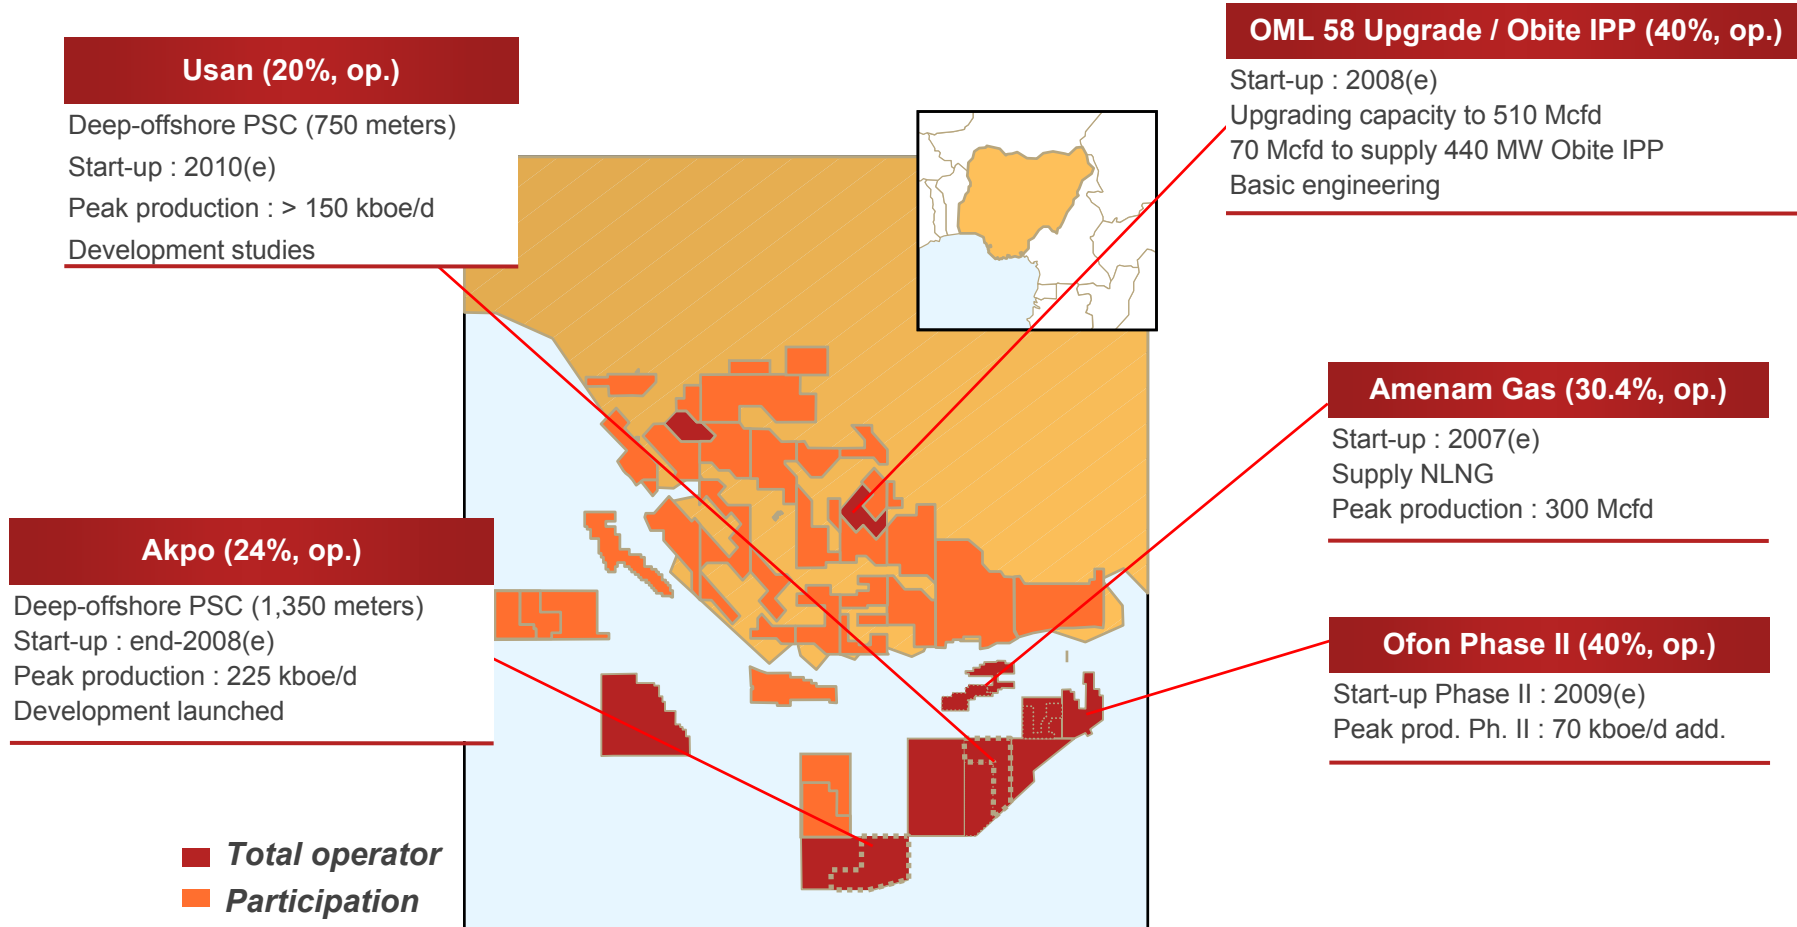 Usan (20%, op.)
Deep-offshore PSC (750 meters)
Start-up : 2010(e)
Peak production : > 150 kboe/d
Development studies
OML 58 Upgrade / Obite IPP (40%, op.)
Start-up : 2008(e)
Upgrading capacity to 510 Mcfd
70 Mcfd to supply 440 MW Obite IPP
Basic engineering
Amenam Gas (30.4%, op.)
Start-up : 2007(e)
Supply NLNG
Peak production : 300 Mcfd
Akpo (24%, op.)
Deep-offshore PSC (1,350 meters)
Start-up : end-2008(e)
Peak production : 225 kboe/d
Development launched
Ofon Phase II (40%, op.)
Start-up Phase II : 2009(e)
Peak prod. Ph. II : 70 kboe/d add.
Total operator
Participation